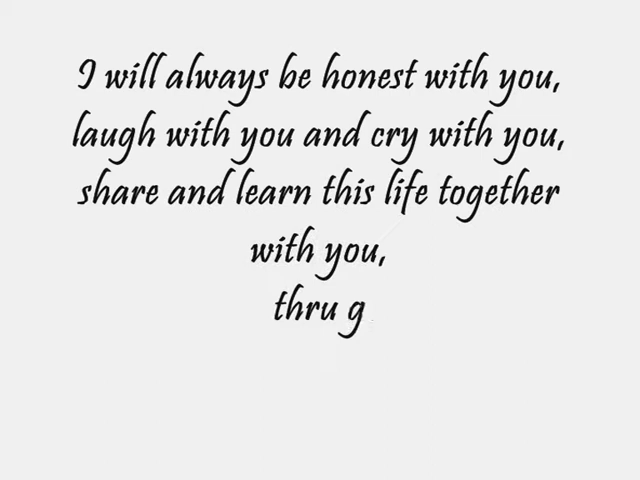 I will always be honest with you,
laugh with you and cry with you,
share and learn this life together
with you,
thru g